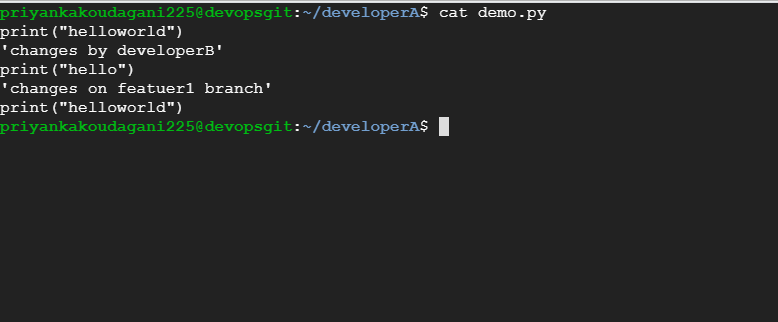 priyankakoudagani225@devopsgit:~/developerA$ cat demo.py
print("helloworld")
'changes by developerB'
print("hello")
'changes on featuer1 branch'
print("helloworld")
priyankakoudagani225@devopsgit:~/developerA$